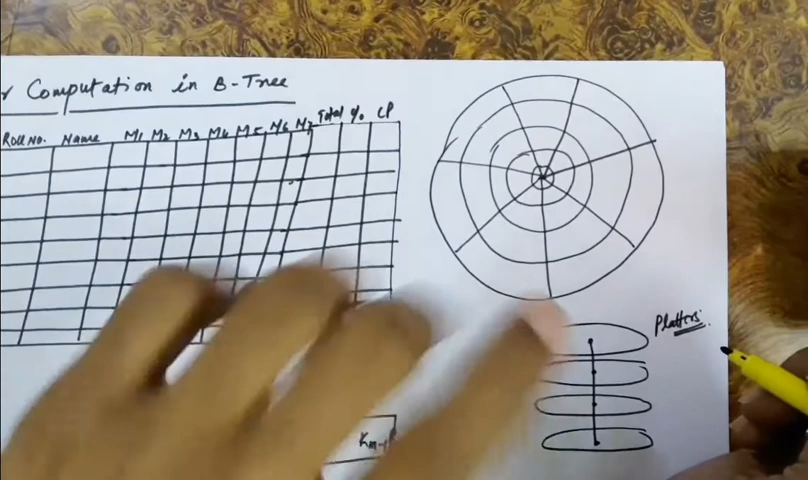 r Computation in B-Tree
Roll No. Name M1 M2 M3 M4 M5 M6 M7 Total % CP
Platters